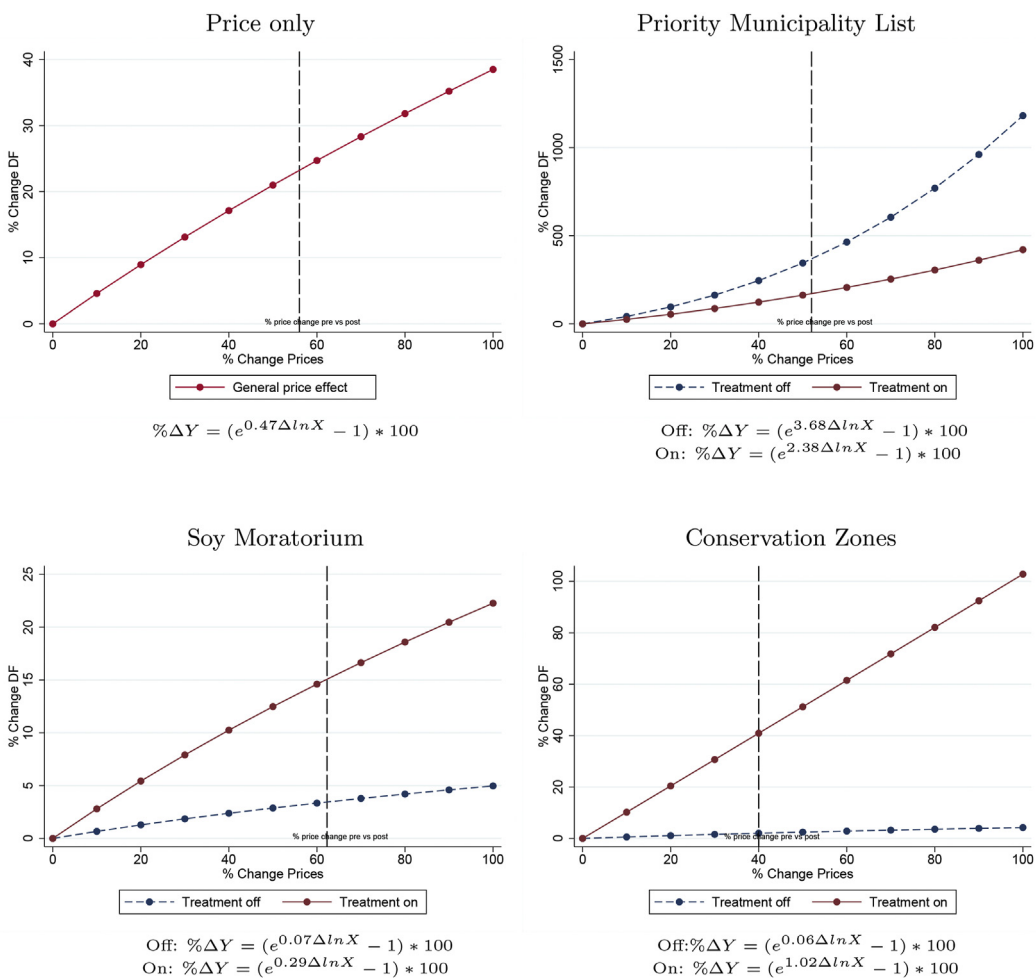 Price only
% Change DF
40
30
20
10
0
% price change pre vs post
0 20 40 60 80 100
% Change Prices
General price effect
%ΔY = (e^{0.47ΔlnX} − 1) * 100
Priority Municipality List
% Change DF
1500
1000
500
0
% price change pre vs post
0 20 40 60 80 100
% Change Prices
Treatment off Treatment on
Off: %ΔY = (e^{3.68ΔlnX} − 1) * 100
On: %ΔY = (e^{2.38ΔlnX} − 1) * 100
Soy Moratorium
% Change DF
25
20
15
10
5
0
% price change pre vs post
0 20 40 60 80 100
% Change Prices
Treatment off Treatment on
Off: %ΔY = (e^{0.07ΔlnX} − 1) * 100
On: %ΔY = (e^{0.29ΔlnX} − 1) * 100
Conservation Zones
% Change DF
100
80
60
40
20
0
% price change pre vs post
0 20 40 60 80 100
% Change Prices
Treatment off Treatment on
Off:%ΔY = (e^{0.06ΔlnX} − 1) * 100
On: %ΔY = (e^{1.02ΔlnX} − 1) * 100